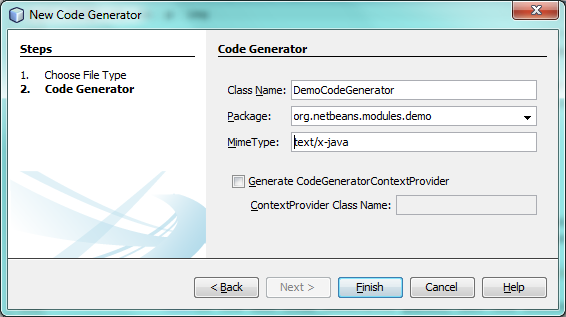 New Code Generator
Steps
1. Choose File Type
2. Code Generator
Code Generator
Class Name: DemoCodeGenerator
Package: org.netbeans.modules.demo
MimeType: text/x-java
Generate CodeGeneratorContextProvider
ContextProvider Class Name:
< Back Next > Finish Cancel Help